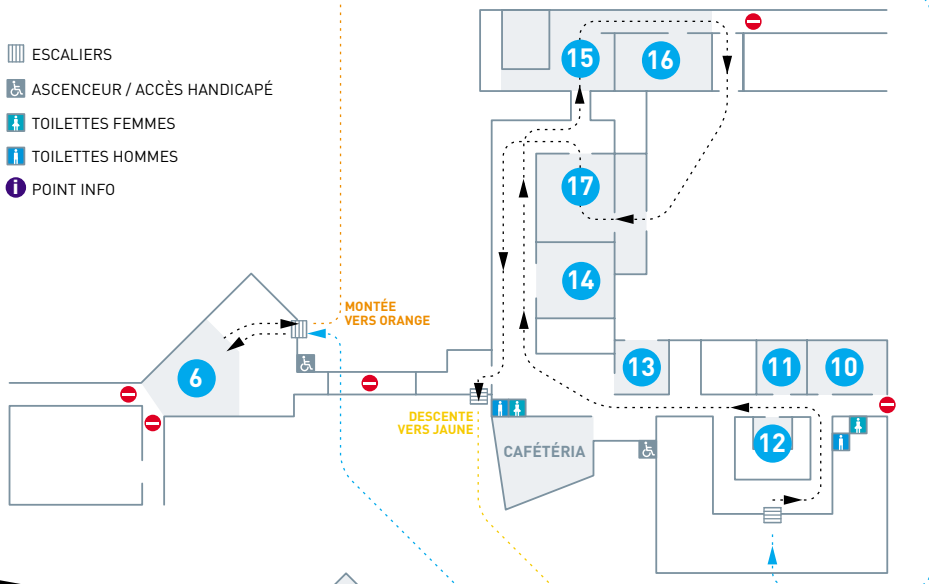 ESCALIERS
ASCENCEUR / ACCÈS HANDICAPÉ
TOILETTES FEMMES
TOILETTES HOMMES
i POINT INFO
15
16
17
14
MONTÉE
VERS ORANGE
6
13
11
10
DESCENTE
VERS JAUNE
CAFÉTÉRIA
12